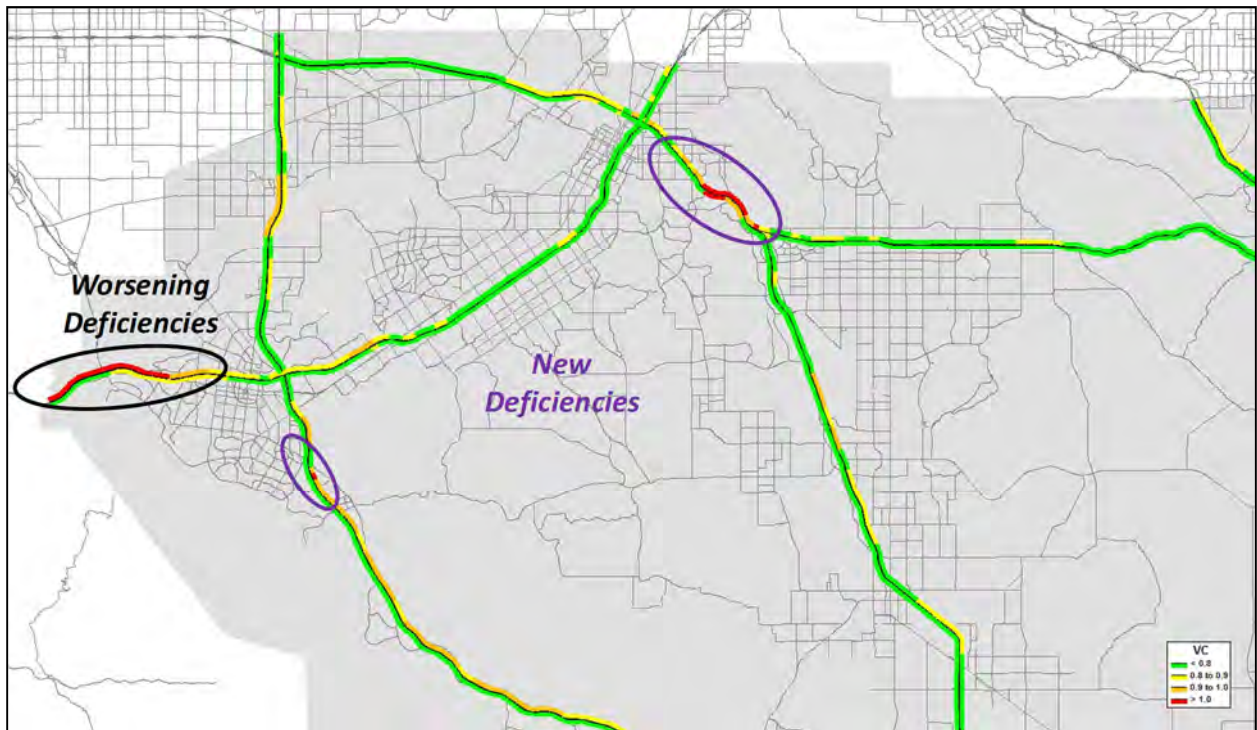 Worsening
Deficiencies
New
Deficiencies
VC
< 0.8
0.8 to 0.9
0.9 to 1.0
> 1.0